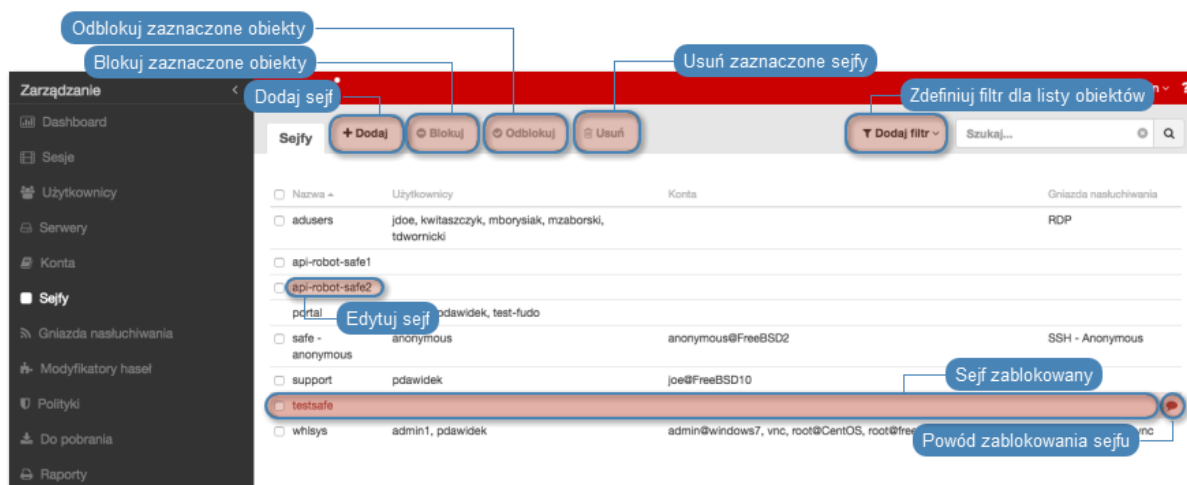 Odblokuj zaznaczone obiekty
Blokuj zaznaczone obiekty
Usuń zaznaczone sejfy
Zarządzanie
Dodaj sejf
Zdefiniuj filtr dla listy obiektów
n
?
Dashboard
Sesje
Użytkownicy
Serwery
Konta
Sejfy
Gniazda nasłuchiwania
Modyfikatory haseł
Polityki
Do pobrania
Raporty
Sejfy
+ Dodaj
Blokuj
Odblokuj
Usuń
Dodaj filtr
Szukaj...
Nazwa Użytkownicy Konta Gniazda nasłuchiwania
adusers jdoe, kwitaszczyk, mborysiak, mzaborski, RDP
tdwornicki
api-robot-safe1
api-robot-safe2
portal pdawidek, test-fudo
Edytuj sejf
safe - anonymous anonymous@FreeBSD2 SSH - Anonymous
anonymous
support pdawidek joe@FreeBSD10
Sejf zablokowany
testsafe
whlsys admin1, pdawidek admin@windows7, vnc, root@CentOS, root@free vnc
Powód zablokowania sejfu